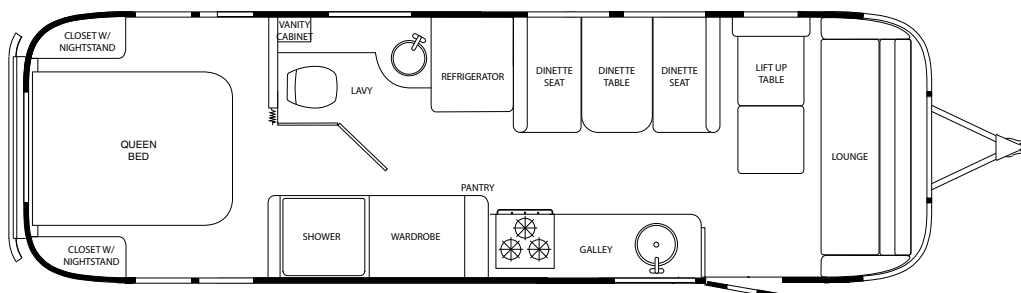 CLOSET W/
NIGHTSTAND
VANITY
CABINET
LAVY
REFRIGERATOR
DINETTE
SEAT
DINETTE
TABLE
DINETTE
SEAT
LIFT UP
TABLE
QUEEN
BED
LOUNGE
PANTRY
SHOWER
WARDROBE
GALLEY
CLOSET W/
NIGHTSTAND